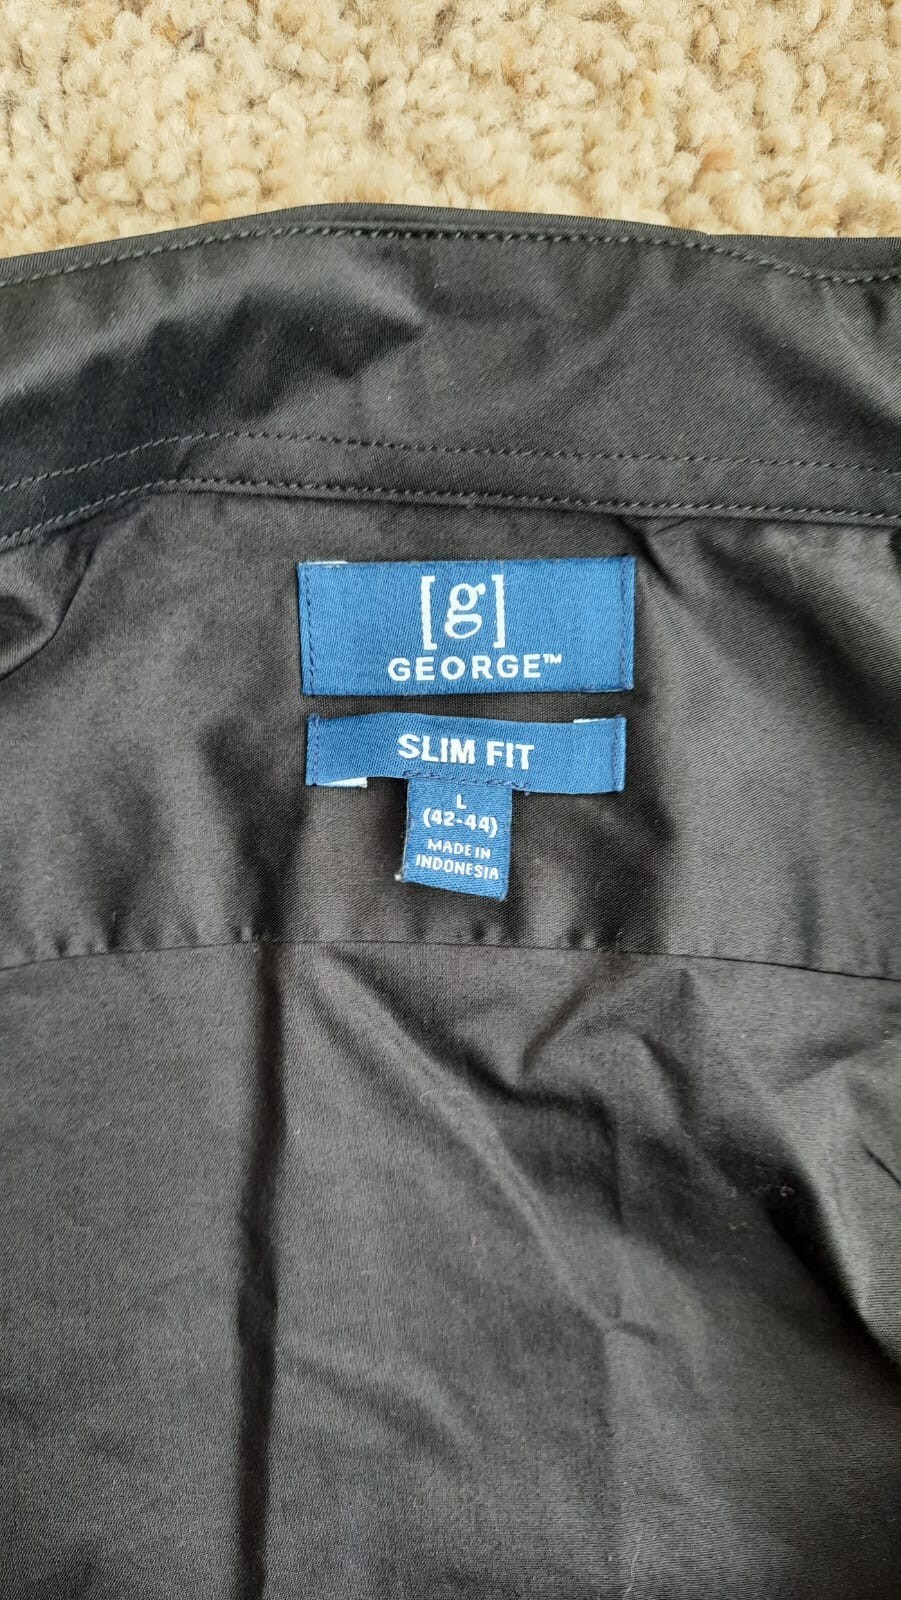 [g]
GEORGE™
SLIM FIT
L
(42-44)
MADE IN
INDONESIA